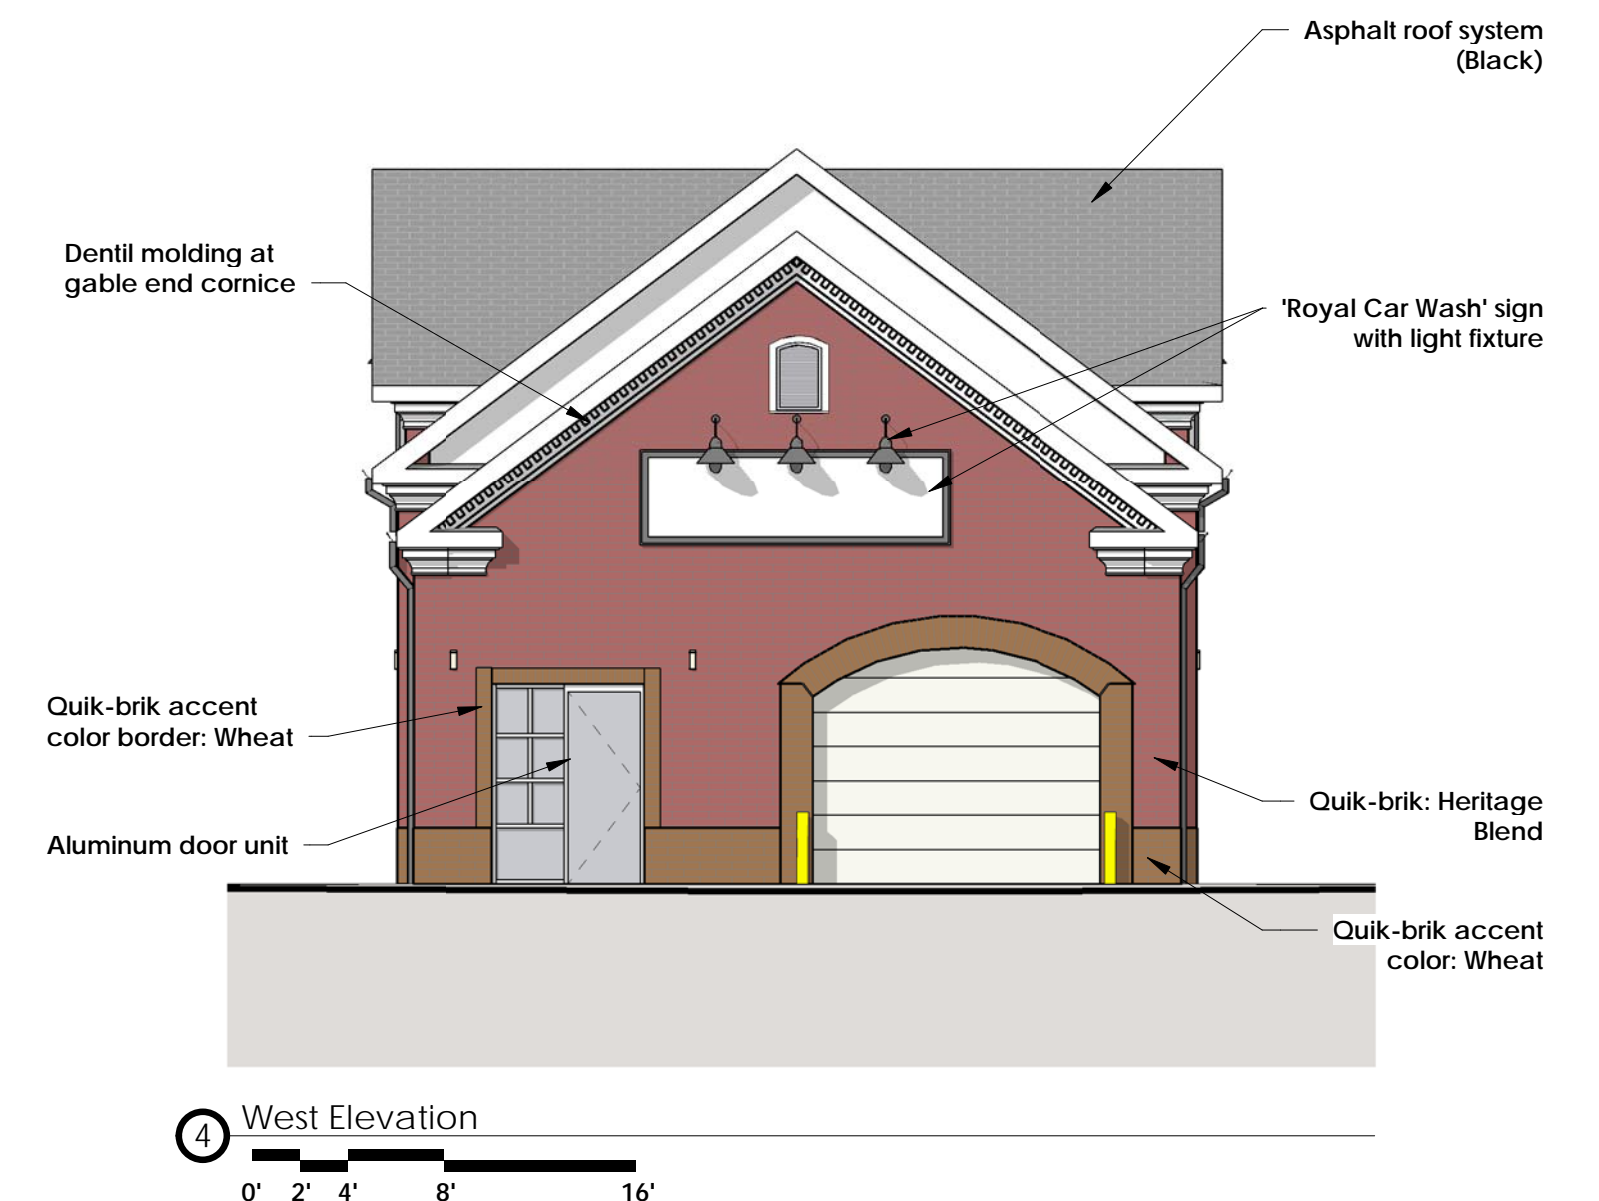 Asphalt roof system
(Black)
Dentil molding at
gable end cornice
'Royal Car Wash' sign
with light fixture
Quik-brik accent
color border: Wheat
Aluminum door unit
Quik-brik: Heritage
Blend
Quik-brik accent
color: Wheat
4 West Elevation
0' 2' 4' 8' 16'